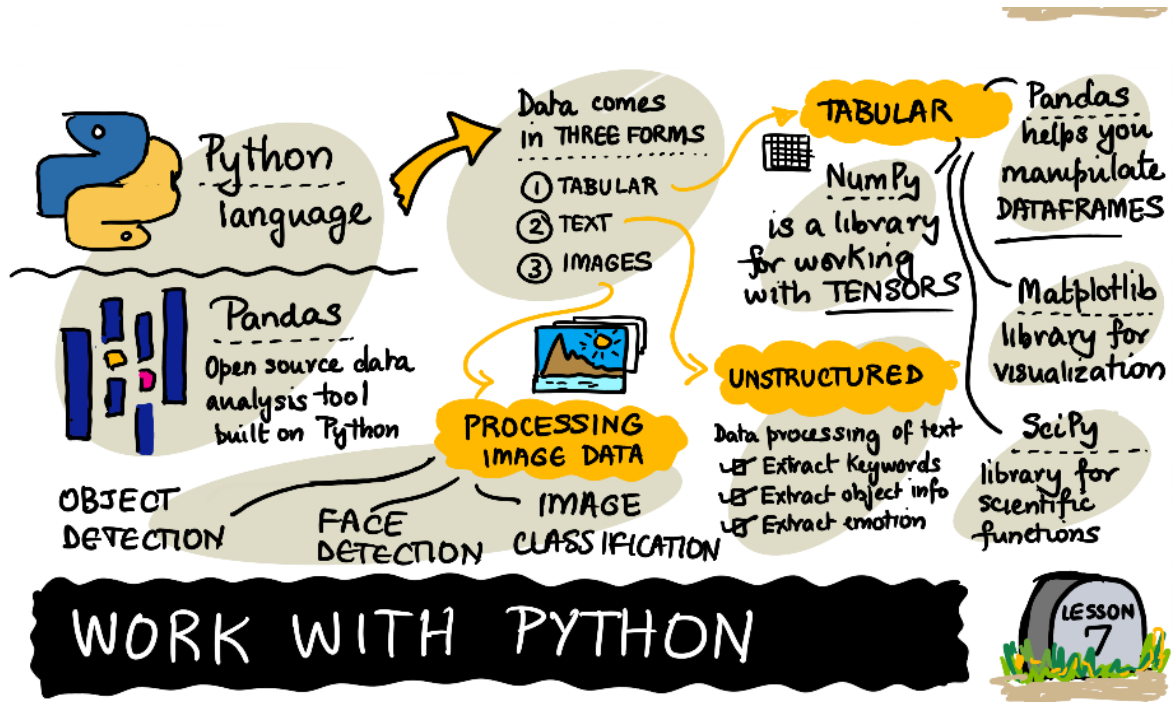 Python
language
Pandas
Open source data
analysis tool
built on Python
Data comes
in THREE FORMS
1 TABULAR
2 TEXT
3 IMAGES
TABULAR
NumPy
is a library
for working
with TENSORS
Pandas
helps you
manipulate
DATAFRAMES
Matplotlib
library for
visualization
SciPy
library for
scientific
functions
UNSTRUCTURED
Data processing of text
Extract Keywords
Extract object info
Extract emotion
PROCESSING
IMAGE DATA
OBJECT
DETECTION
FACE
DETECTION
IMAGE
CLASSIFICATION
WORK WITH PYTHON
LESSON
7